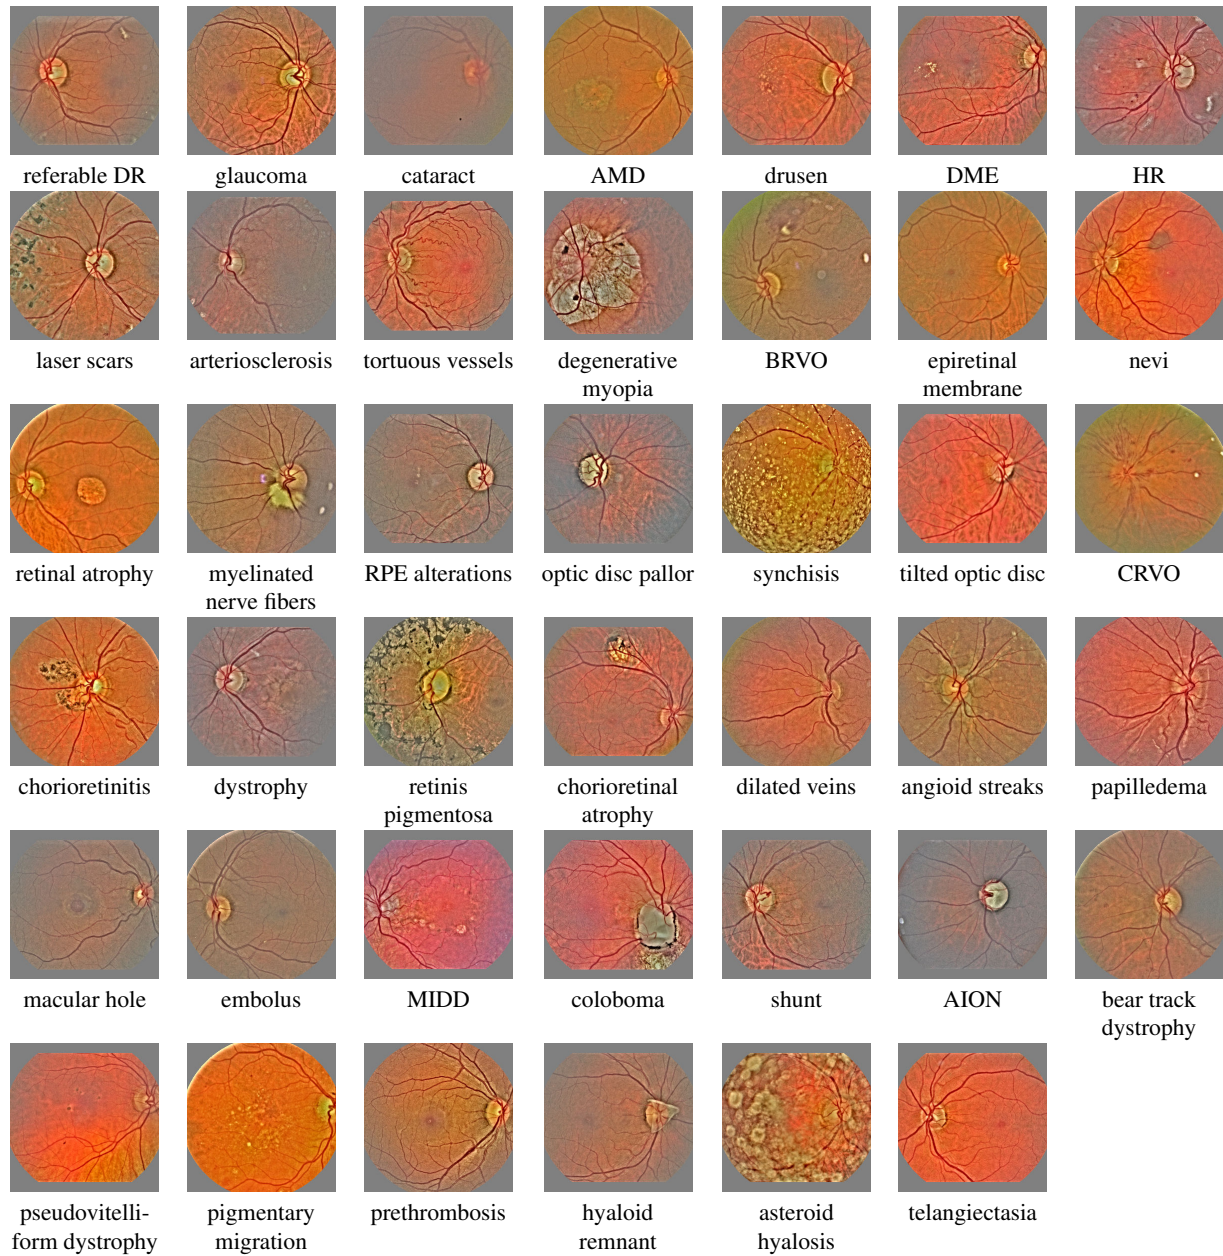 referable DR
glaucoma
cataract
AMD
drusen
DME
HR
laser scars
arteriosclerosis
tortuous vessels
degenerative
myopia
BRVO
epiretinal
membrane
nevi
retinal atrophy
myelinated
nerve fibers
RPE alterations
optic disc pallor
synchisis
tilted optic disc
CRVO
chorioretinitis
dystrophy
retinis
pigmentosa
chorioretinal
atrophy
dilated veins
angioid streaks
papilledema
macular hole
embolus
MIDD
coloboma
shunt
AION
bear track
dystrophy
pseudovitelli-
form dystrophy
pigmentary
migration
prethrombosis
hyaloid
remnant
asteroid
hyalosis
telangiectasia